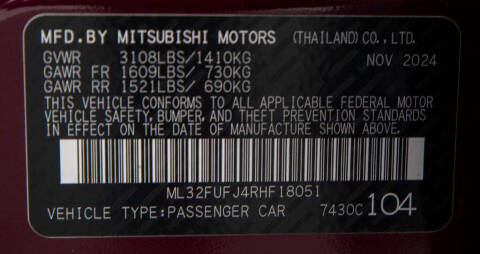 MFD.BY MITSUBISHI MOTORS (THAILAND)CO.,LTD.
GVWR 3108LBS/1410KG NOV 2024
GAWR FR 1609LBS/ 730KG
GAWR RR 1521LBS/ 690KG
THIS VEHICLE CONFORMS TO ALL APPLICABLE FEDERAL MOTOR
VEHICLE SAFETY, BUMPER, AND THEFT PREVENTION STANDARDS
IN EFFECT ON THE DATE OF MANUFACTURE SHOWN ABOVE.
ML32FUFJ4RHF18051
VEHICLE TYPE:PASSENGER CAR 7430C 104